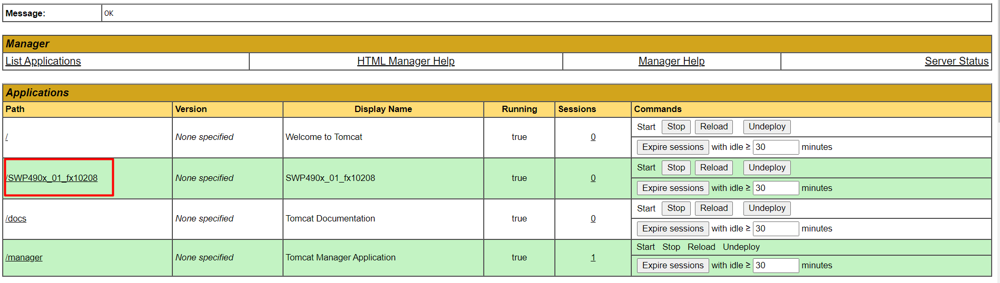 Message: OK
Manager
List Applications HTML Manager Help Manager Help Server Status
Applications
Path Version Display Name Running Sessions Commands
/ None specified Welcome to Tomcat true 0 Start Stop Reload Undeploy
Expire sessions with idle ≥ 30 minutes
/SWP490x_01_fx10208 None specified SWP490x_01_fx10208 true 0 Start Stop Reload Undeploy
Expire sessions with idle ≥ 30 minutes
/docs None specified Tomcat Documentation true 0 Start Stop Reload Undeploy
Expire sessions with idle ≥ 30 minutes
/manager None specified Tomcat Manager Application true 1 Start Stop Reload Undeploy
Expire sessions with idle ≥ 30 minutes